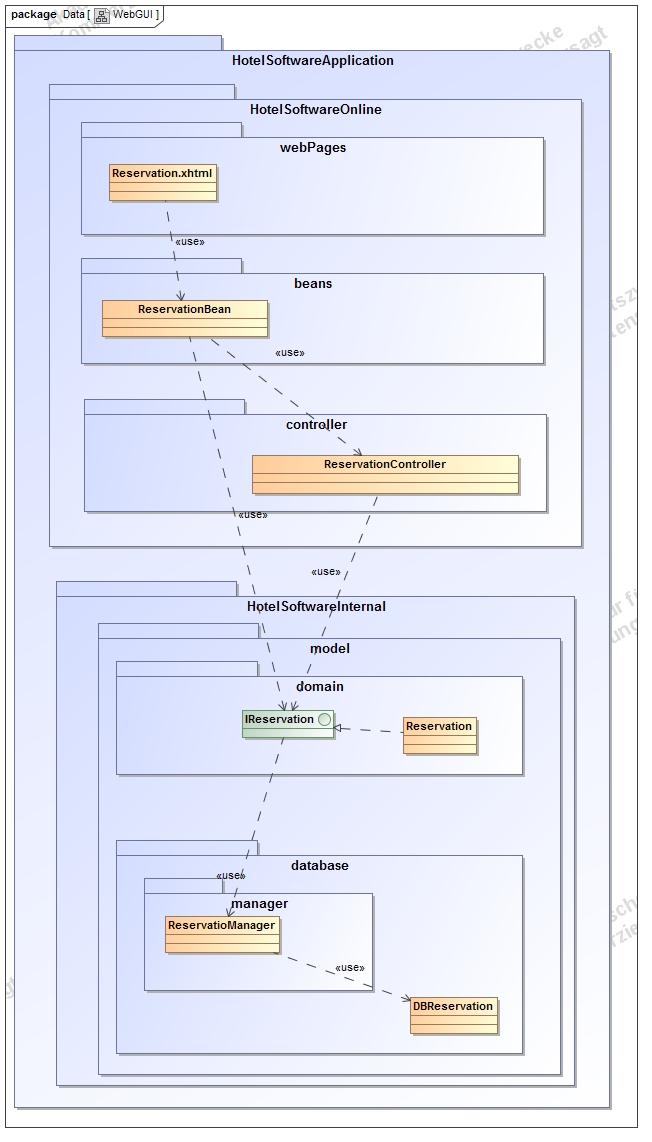 package Data [ WebGUI ]
HotelSoftwareApplication
HotelSoftwareOnline
webPages
Reservation.xhtml
«use»
beans
ReservationBean
«use»
controller
ReservationController
«use»
«use»
HotelSoftwareInternal
model
domain
IReservation
Reservation
database
«use»
manager
ReservatioManager
«use»
DBReservation